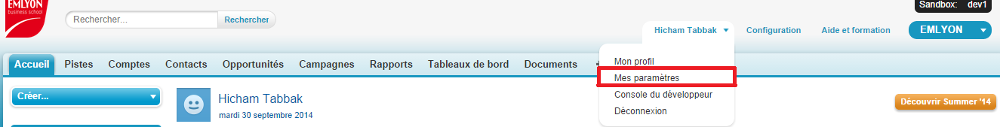 EMLYON
business school
Rechercher... Rechercher
Sandbox: dev1
Hicham Tabbak Configuration Aide et formation EMLYON
Accueil Pistes Comptes Contacts Opportunités Campagnes Rapports Tableaux de bord Documents
Mon profil
Mes paramètres
Console du développeur
Déconnexion
Créer...
Hicham Tabbak
mardi 30 septembre 2014
Découvrir Summer '14